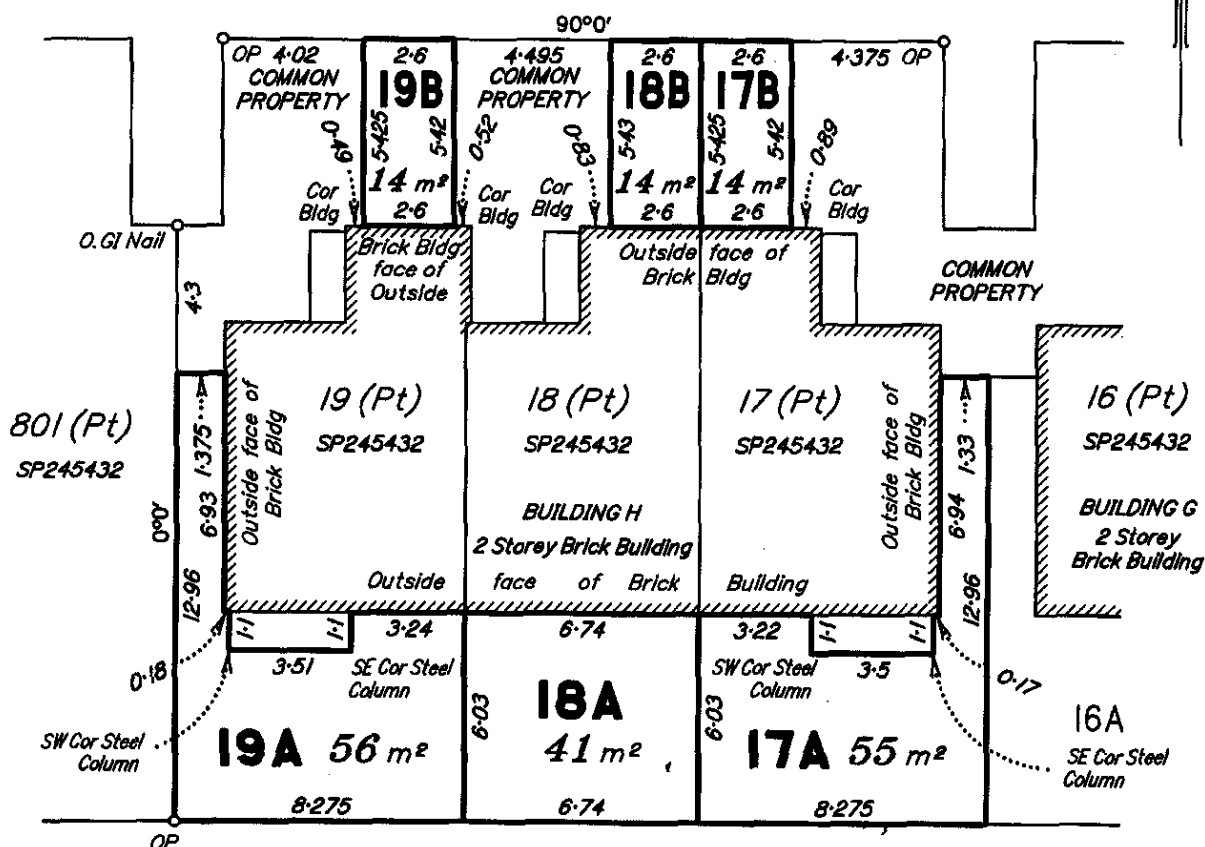 90°0'
OP 4·02
2·6
4·495
2·6
2·6
4·375 OP
COMMON
PROPERTY
19B
COMMON
PROPERTY
18B
17B
0·49
5·425
5·42
0·52
0·83
5·43
5·425
5·42
0·89
14 m²
14 m²
14 m²
Cor
Bldg
2·6
Cor
Bldg
Cor
Bldg
2·6
2·6
Cor
Bldg
O. GI Nail
Brick Bldg
face of
Outside
Outside face of
Brick Bldg
COMMON
PROPERTY
4·3
801 (Pt)
SP245432
0°0'
12·96
6·93
1·375
Outside face of
Brick Bldg
19 (Pt)
SP245432
18 (Pt)
SP245432
17 (Pt)
SP245432
Outside face of
Brick Bldg
1·33
6·94
12·96
16 (Pt)
SP245432
BUILDING H
2 Storey Brick Building
BUILDING G
2 Storey
Brick Building
Outside face of Brick Building
0·18
1·1
1·1
3·24
6·74
3·22
1·1
1·1
3·51
SE Cor Steel
Column
SW Cor Steel
Column
3·5
0·17
SW Cor Steel
Column
19A 56 m²
6·03
18A
41 m²
6·03
17A 55 m²
16A
SE Cor Steel
Column
8·275
6·74
8·275
OP